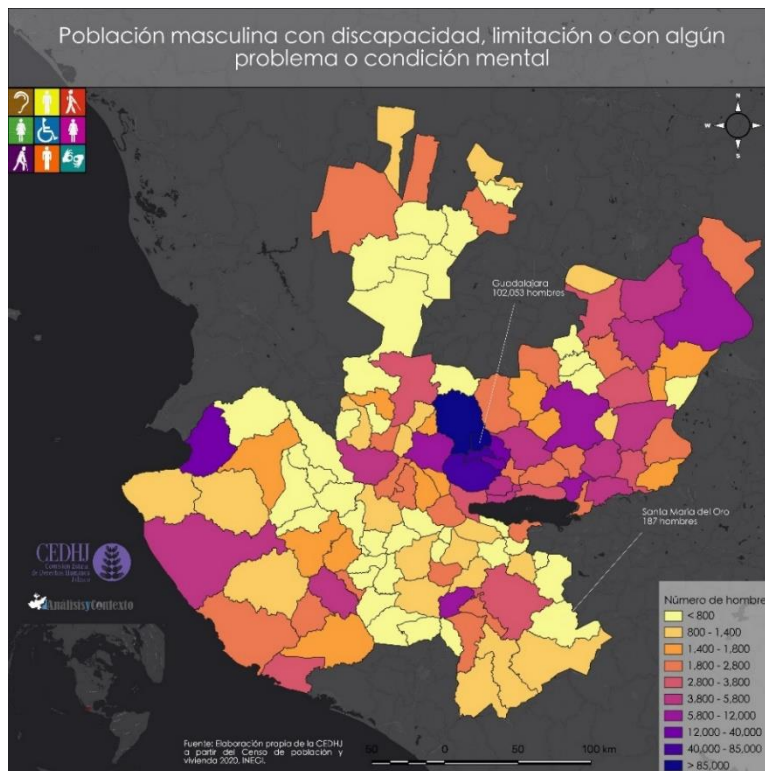 Población masculina con discapacidad, limitación o con algún
problema o condición mental
N
W
S
Guadalajara
102,053 hombres
Santa María del Oro
187 hombres
CEDHJ
Comisión Estatal
de Derechos Humanos
Jalisco
AnálisisyContexto
Número de hombre
< 800
800 - 1,400
1,400 - 1,800
1,800 - 2,800
2,800 - 3,800
3,800 - 5,800
5,800 - 12,000
12,000 - 40,000
40,000 - 85,000
> 85,000
Fuente: Elaboración propia de la CEDHJ
a partir del Censo de población y
vivienda 2020, INEGI.
50 0 50 100 km